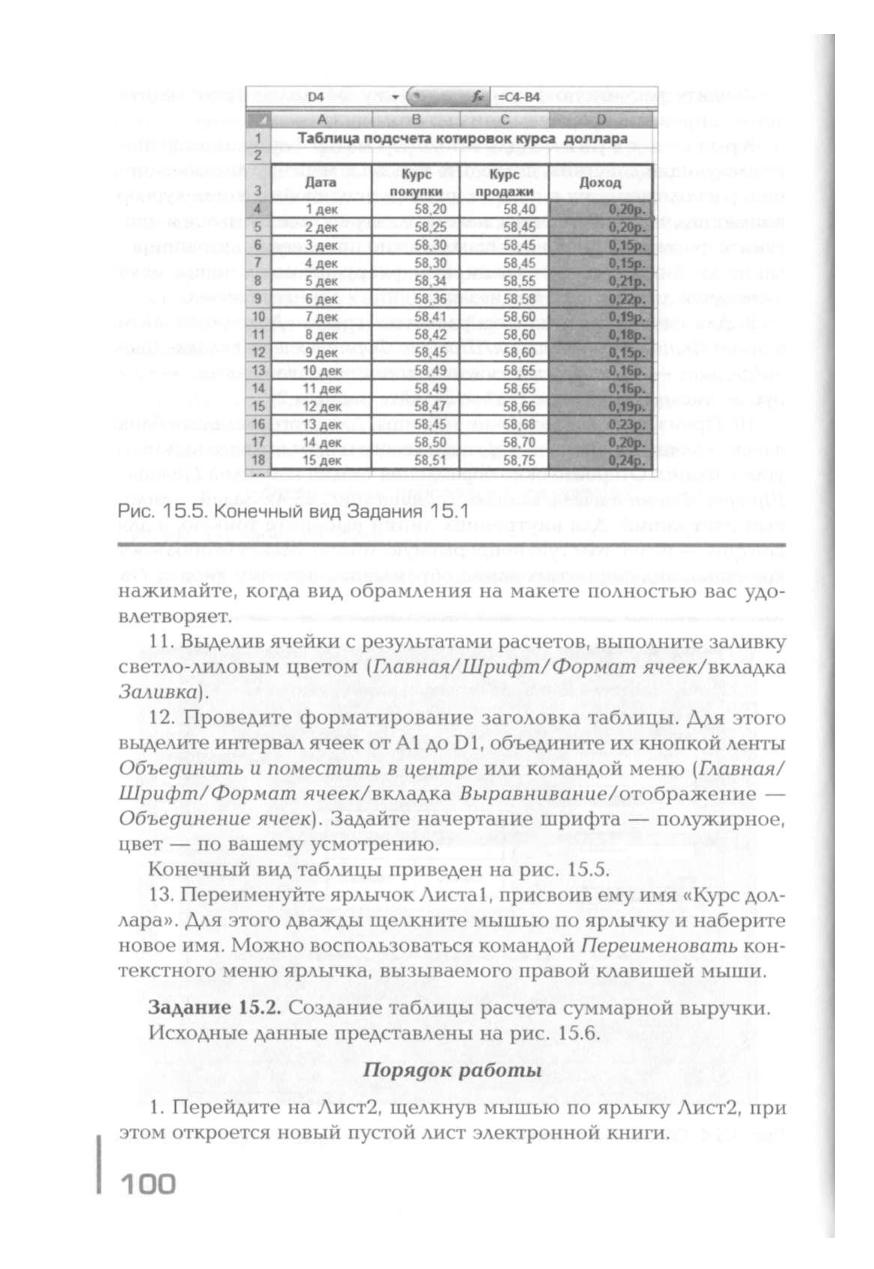 D4 =C4-B4
A B C D
1 Таблица подсчета котировок курса доллара
2
3 Дата Курс покупки Курс продажи Доход
4 1 дек 58,20 58,40 0,20р.
5 2 дек 58,25 58,45 0,20р.
6 3 дек 58,30 58,45 0,15р.
7 4 дек 58,30 58,45 0,15р.
8 5 дек 58,34 58,55 0,21р.
9 6 дек 58,36 58,58 0,22р.
10 7 дек 58,41 58,60 0,19р.
11 8 дек 58,42 58,60 0,18р.
12 9 дек 58,45 58,60 0,15р.
13 10 дек 58,49 58,65 0,16р.
14 11 дек 58,49 58,65 0,16р.
15 12 дек 58,47 58,66 0,19р.
16 13 дек 58,45 58,68 0,23р.
17 14 дек 58,50 58,70 0,20р.
18 15 дек 58,51 58,75 0,24р.
Рис. 15.5. Конечный вид Задания 15.1
нажимайте, когда вид обрамления на макете полностью вас удо-
влетворяет.
11. Выделив ячейки с результатами расчетов, выполните заливку
светло-лиловым цветом (Главная/Шрифт/Формат ячеек/вкладка
Заливка).
12. Проведите форматирование заголовка таблицы. Для этого
выделите интервал ячеек от А1 до D1, объедините их кнопкой ленты
Объединить и поместить в центре или командой меню (Главная/
Шрифт/Формат ячеек/вкладка Выравнивание/отображение —
Объединение ячеек). Задайте начертание шрифта — полужирное,
цвет — по вашему усмотрению.
Конечный вид таблицы приведен на рис. 15.5.
13. Переименуйте ярлычок Листа1, присвоив ему имя «Курс дол-
лара». Для этого дважды щелкните мышью по ярлычку и наберите
новое имя. Можно воспользоваться командой Переименовать кон-
текстного меню ярлычка, вызываемого правой клавишей мыши.
Задание 15.2. Создание таблицы расчета суммарной выручки.
Исходные данные представлены на рис. 15.6.
Порядок работы
1. Перейдите на Лист2, щелкнув мышью по ярлыку Лист2, при
этом откроется новый пустой лист электронной книги.
100